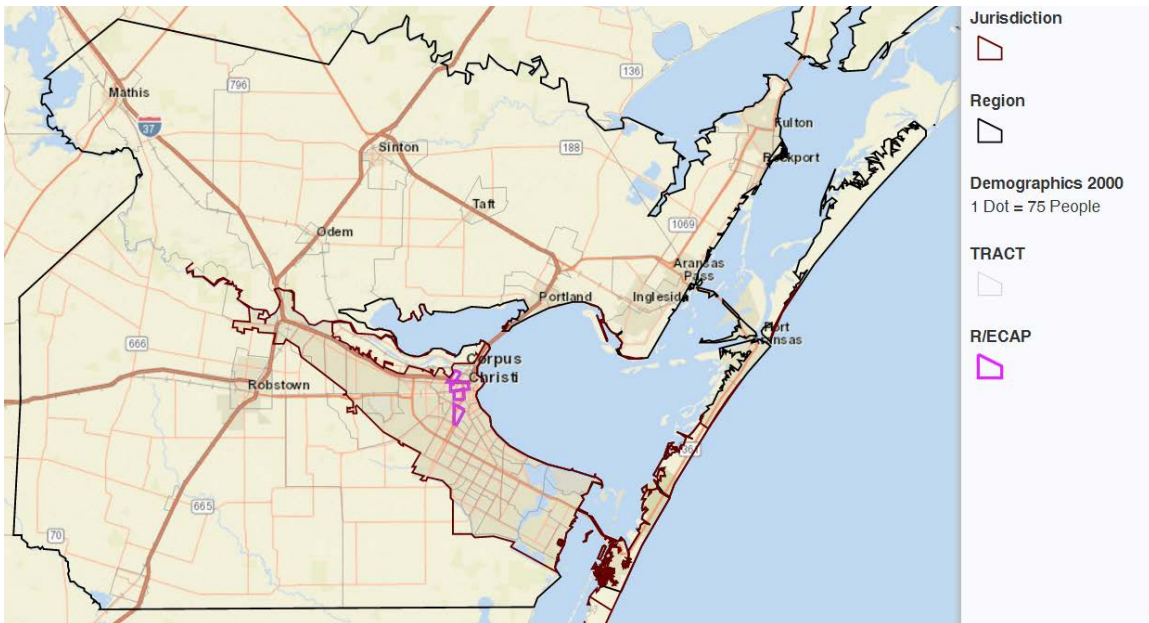 Jurisdiction
Region
Demographics 2000
1 Dot = 75 People
TRACT
R/ECAP
136
796
Mathis
37
Fulton
Sinton
188
Rockport
Taft
1069
Odem
Aransas
Pass
Portland
Ingleside
Port
Aransas
666
Corpus
Christi
Robstown
361
665
70